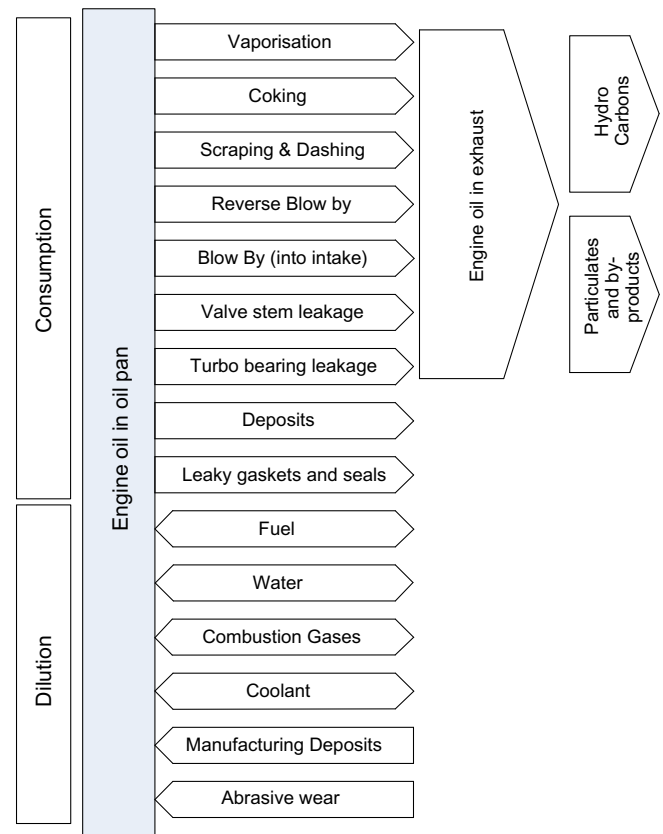 Consumption
Dilution
Engine oil in oil pan
Vaporisation
Coking
Scraping & Dashing
Reverse Blow by
Blow By (into intake)
Valve stem leakage
Turbo bearing leakage
Deposits
Leaky gaskets and seals
Fuel
Water
Combustion Gases
Coolant
Manufacturing Deposits
Abrasive wear
Engine oil in exhaust
Hydro
Carbons
Particulates
and by-
products